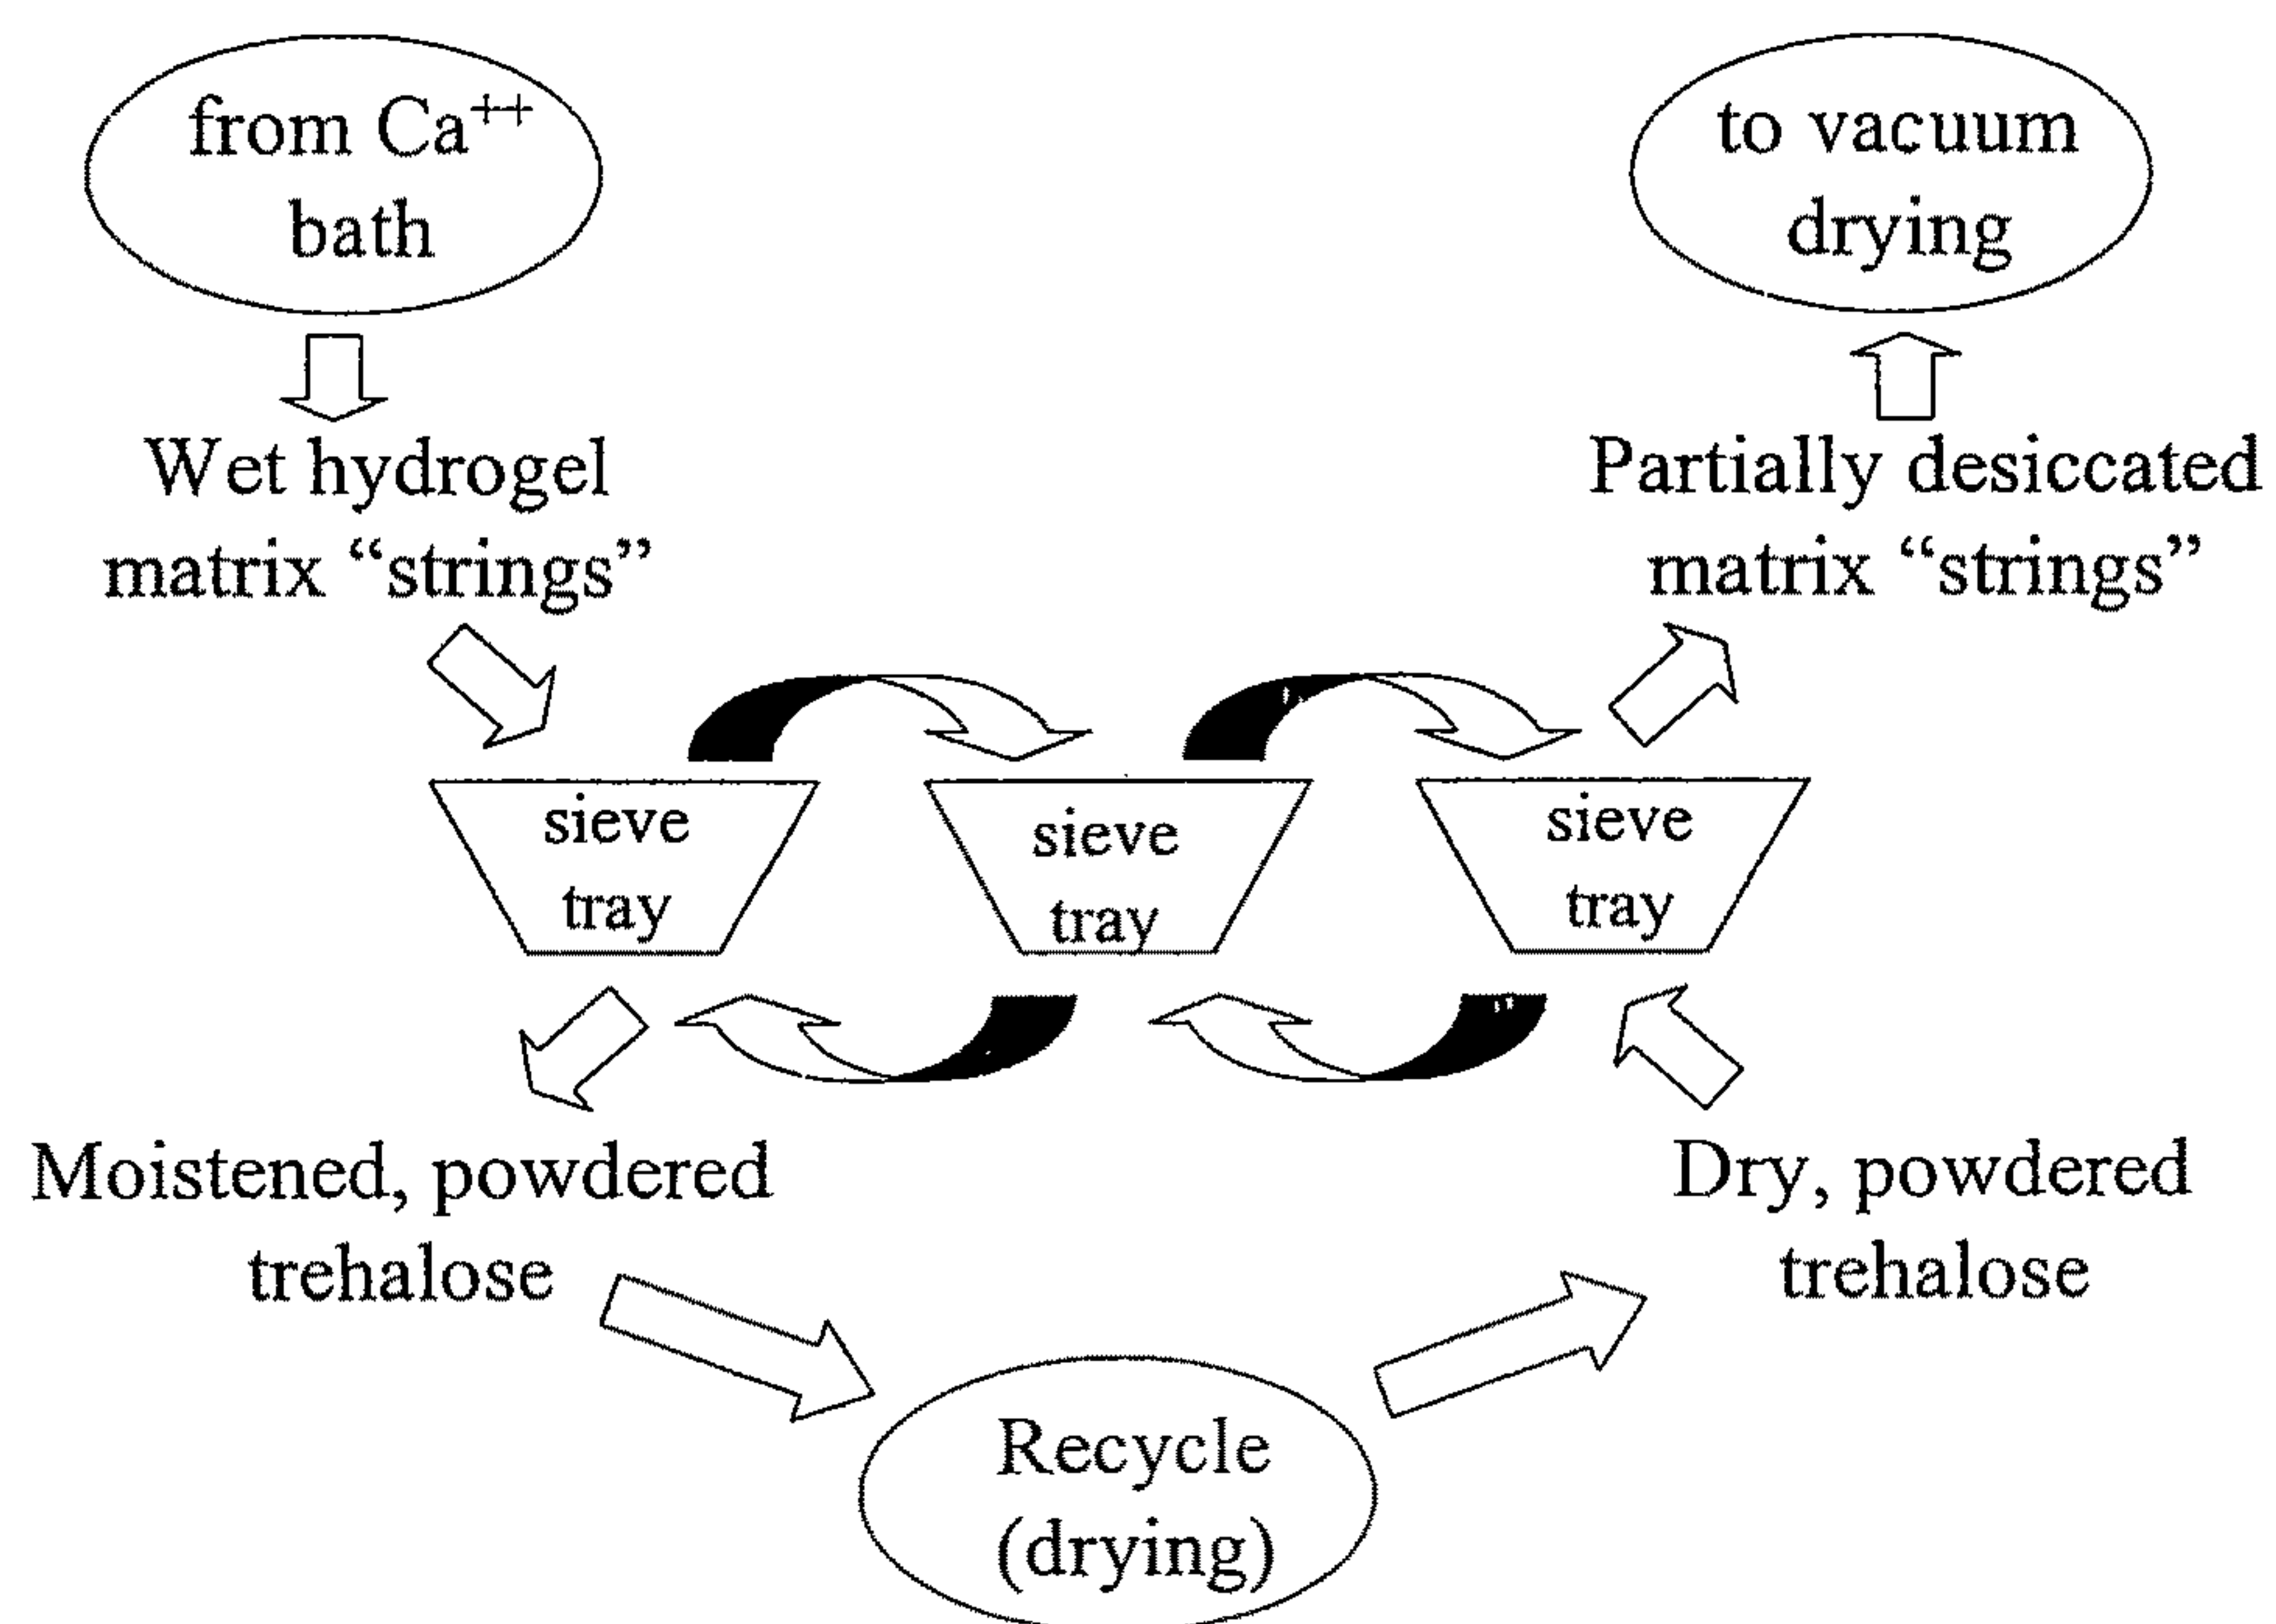 from Ca++
bath
to vacuum
drying
Wet hydrogel
matrix “strings”
Partially desiccated
matrix “strings”
sieve
tray
sieve
tray
sieve
tray
Moistened, powdered
trehalose
Dry, powdered
trehalose
Recycle
(drying)